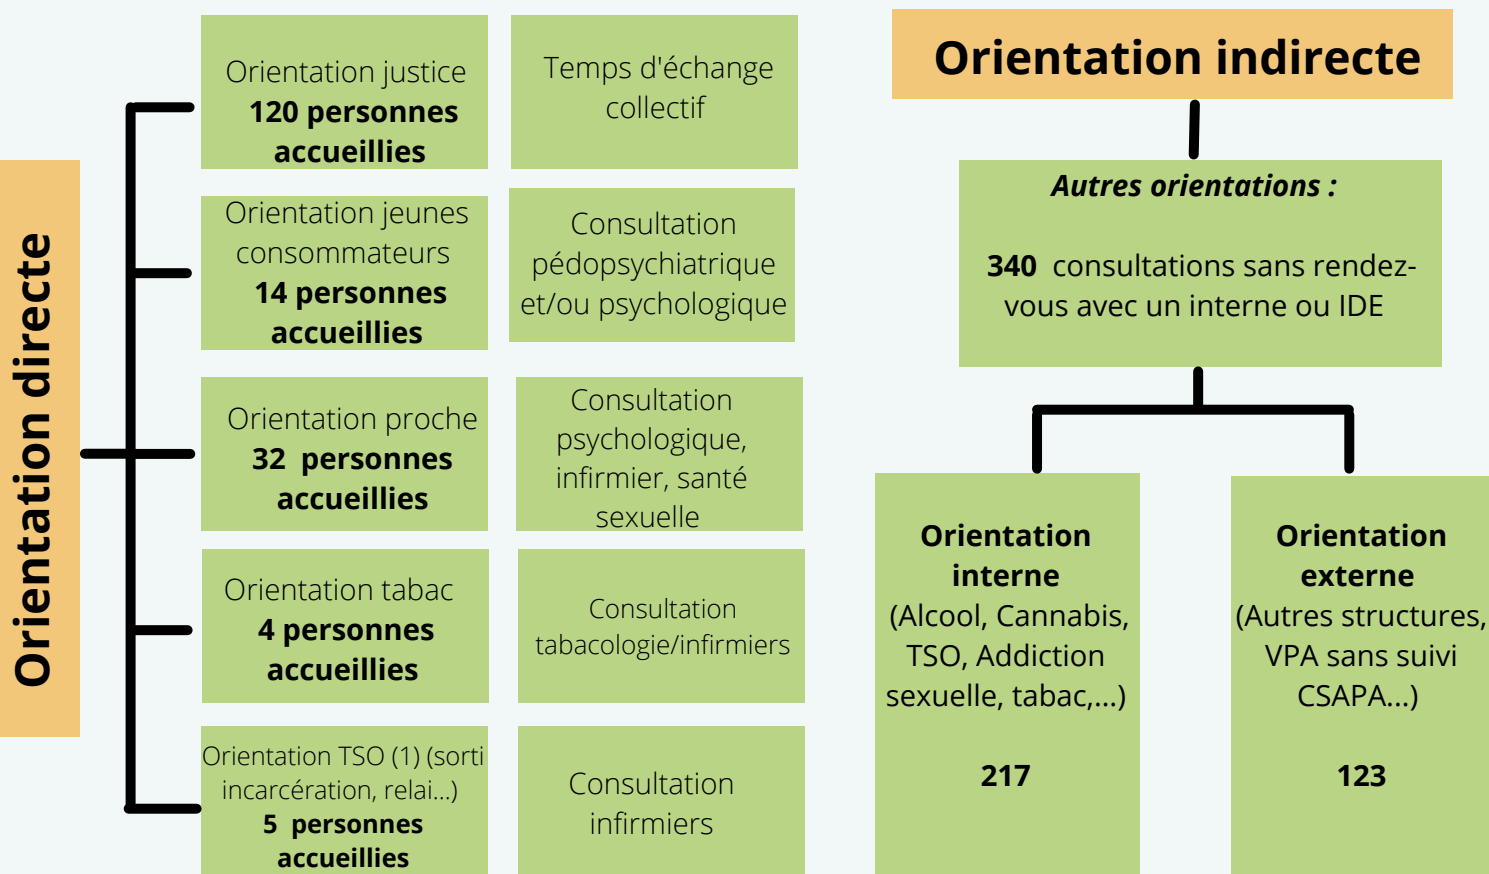 Orientation directe
Orientation justice
120 personnes
accueillies
Temps d'échange
collectif
Orientation jeunes
consommateurs
14 personnes
accueillies
Consultation
pédopsychiatrique
et/ou psychologique
Orientation proche
32 personnes
accueillies
Consultation
psychologique,
infirmier, santé
sexuelle
Orientation tabac
4 personnes
accueillies
Consultation
tabacologie/infirmiers
Orientation TSO (1) (sorti
incarcération, relai...)
5 personnes
accueillies
Consultation
infirmiers
Orientation indirecte
Autres orientations :
340 consultations sans rendez-
vous avec un interne ou IDE
Orientation
interne
(Alcool, Cannabis,
TSO, Addiction
sexuelle, tabac,...)
217
Orientation
externe
(Autres structures,
VPA sans suivi
CSAPA...)
123